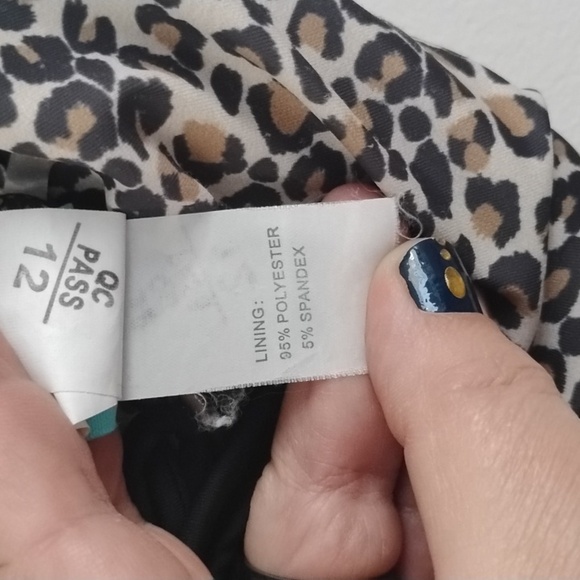 QC
PASS
12
LINING:
95% POLYESTER
5% SPANDEX